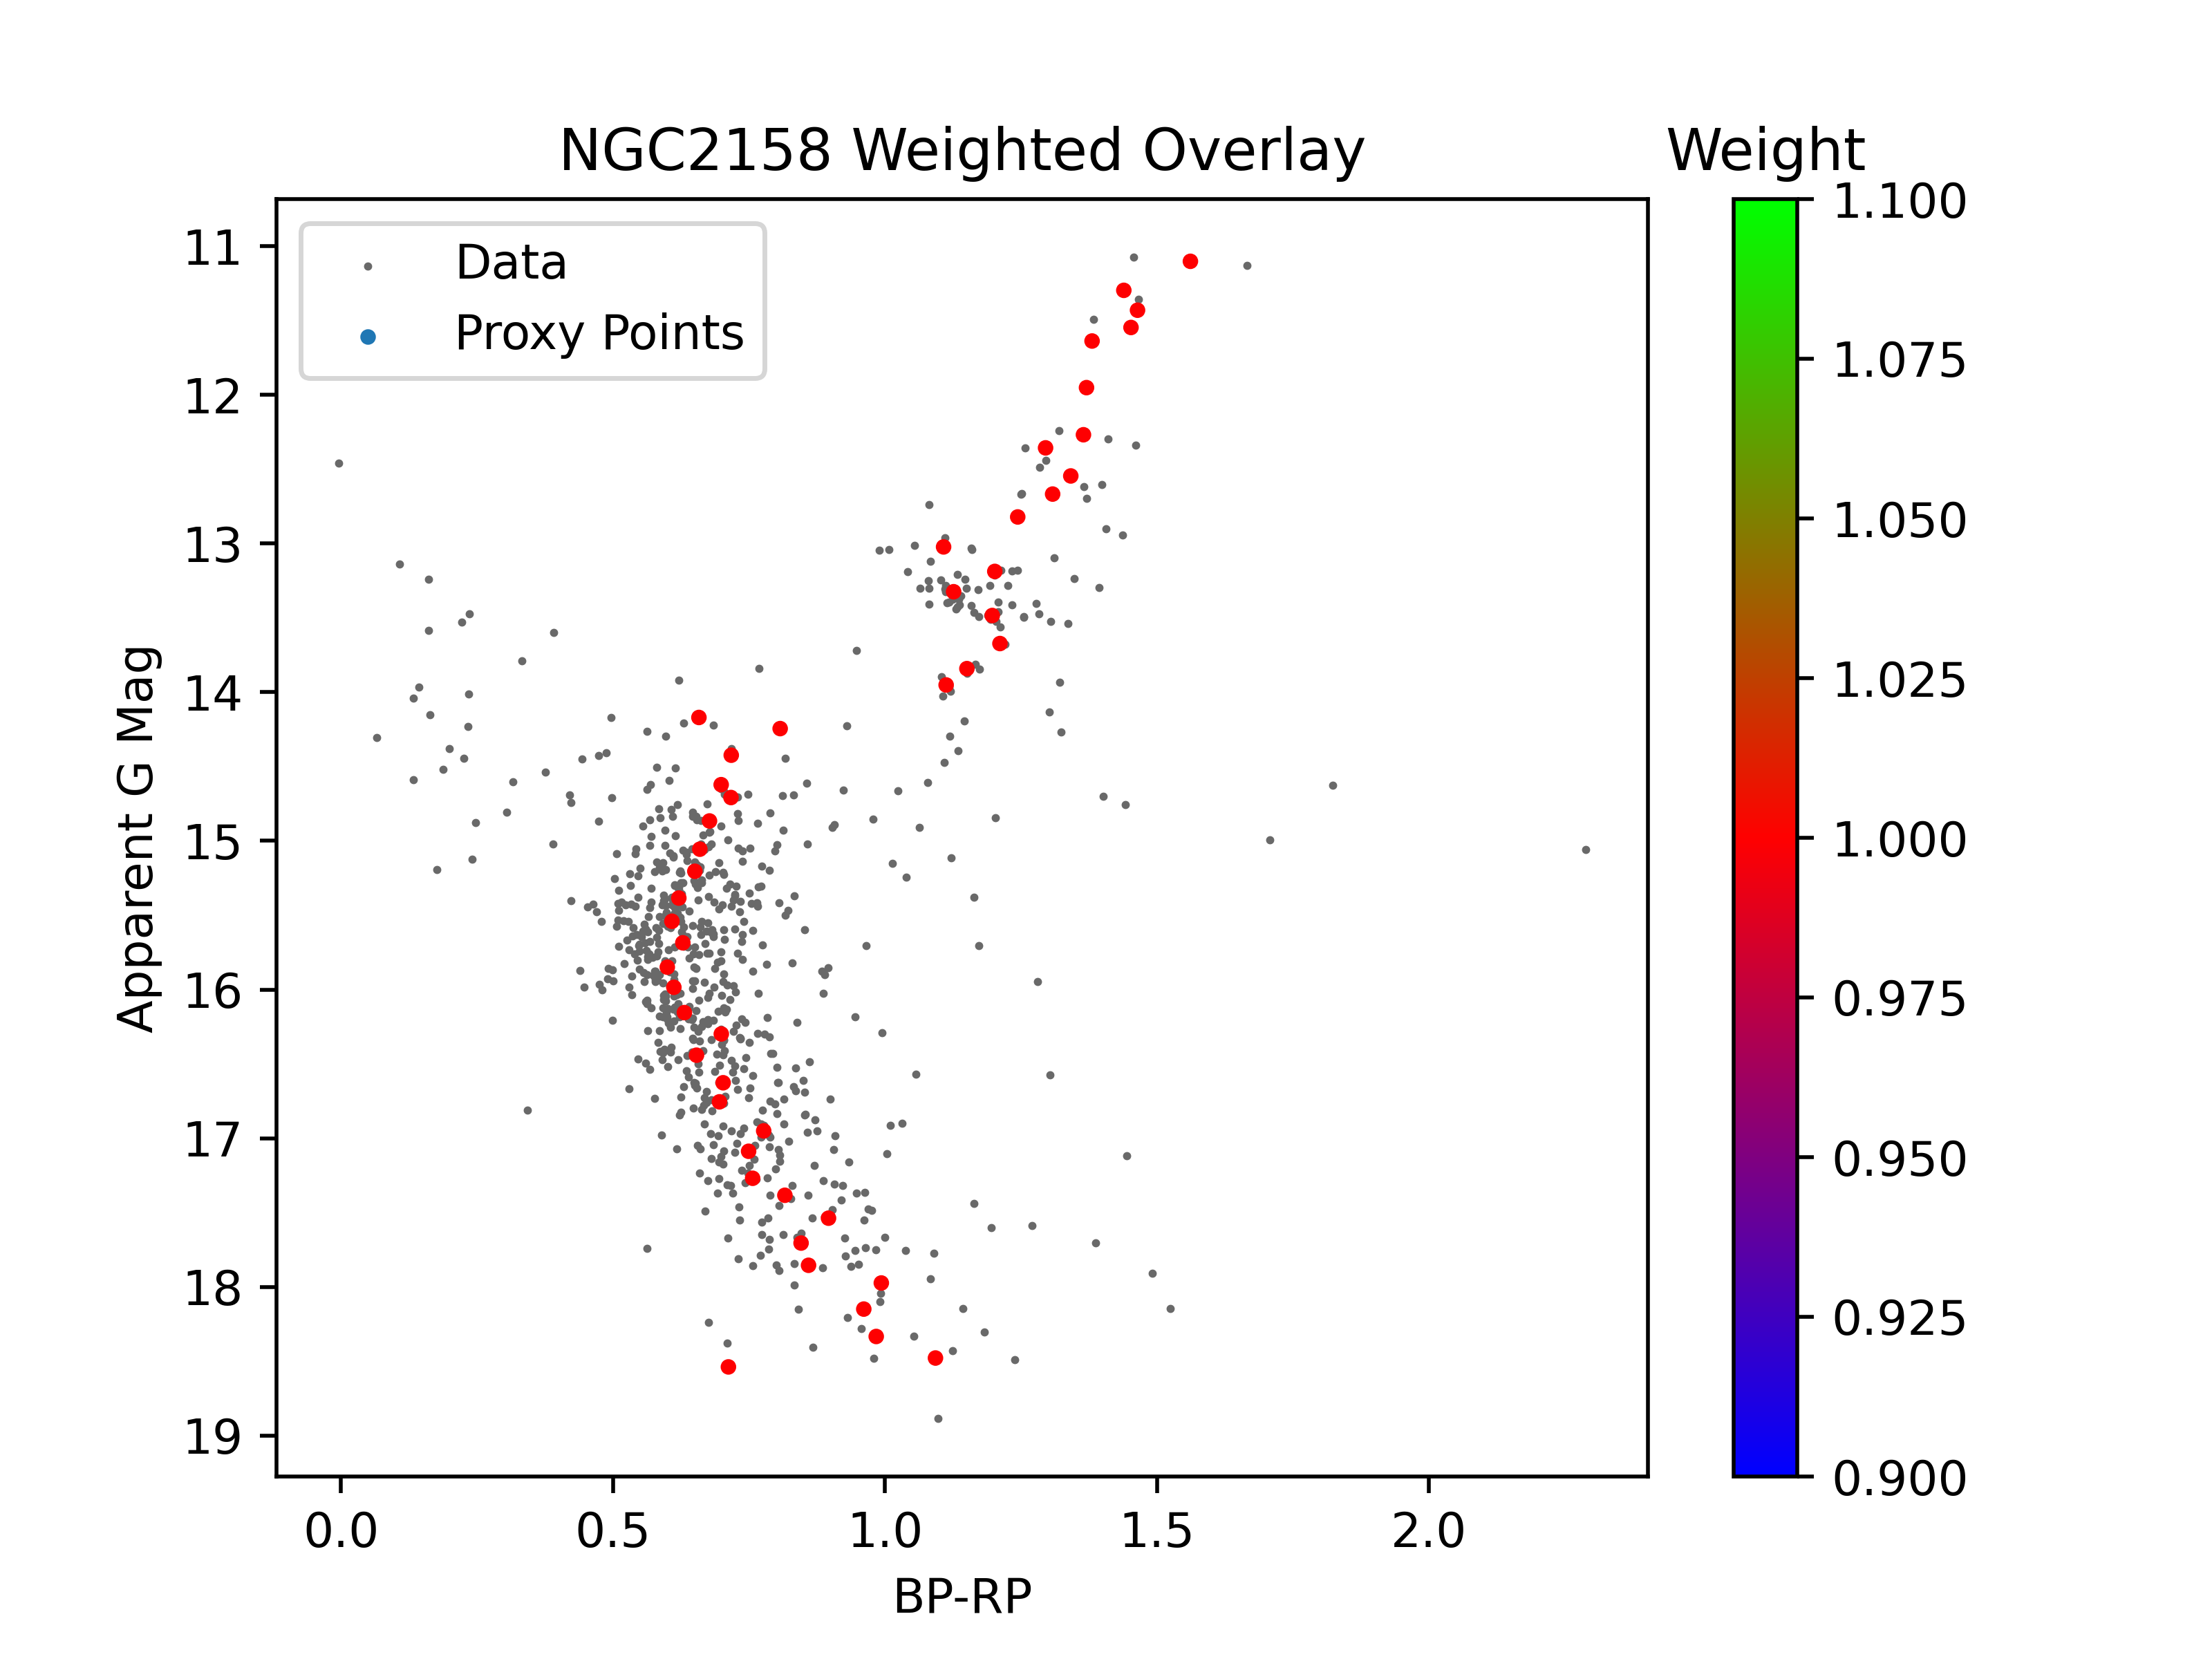 NGC2158 Weighted Overlay
Weight
Data
Proxy Points
11
12
13
14
15
16
17
18
19
Apparent G Mag
0.0 0.5 1.0 1.5 2.0
BP-RP
1.100
1.075
1.050
1.025
1.000
0.975
0.950
0.925
0.900